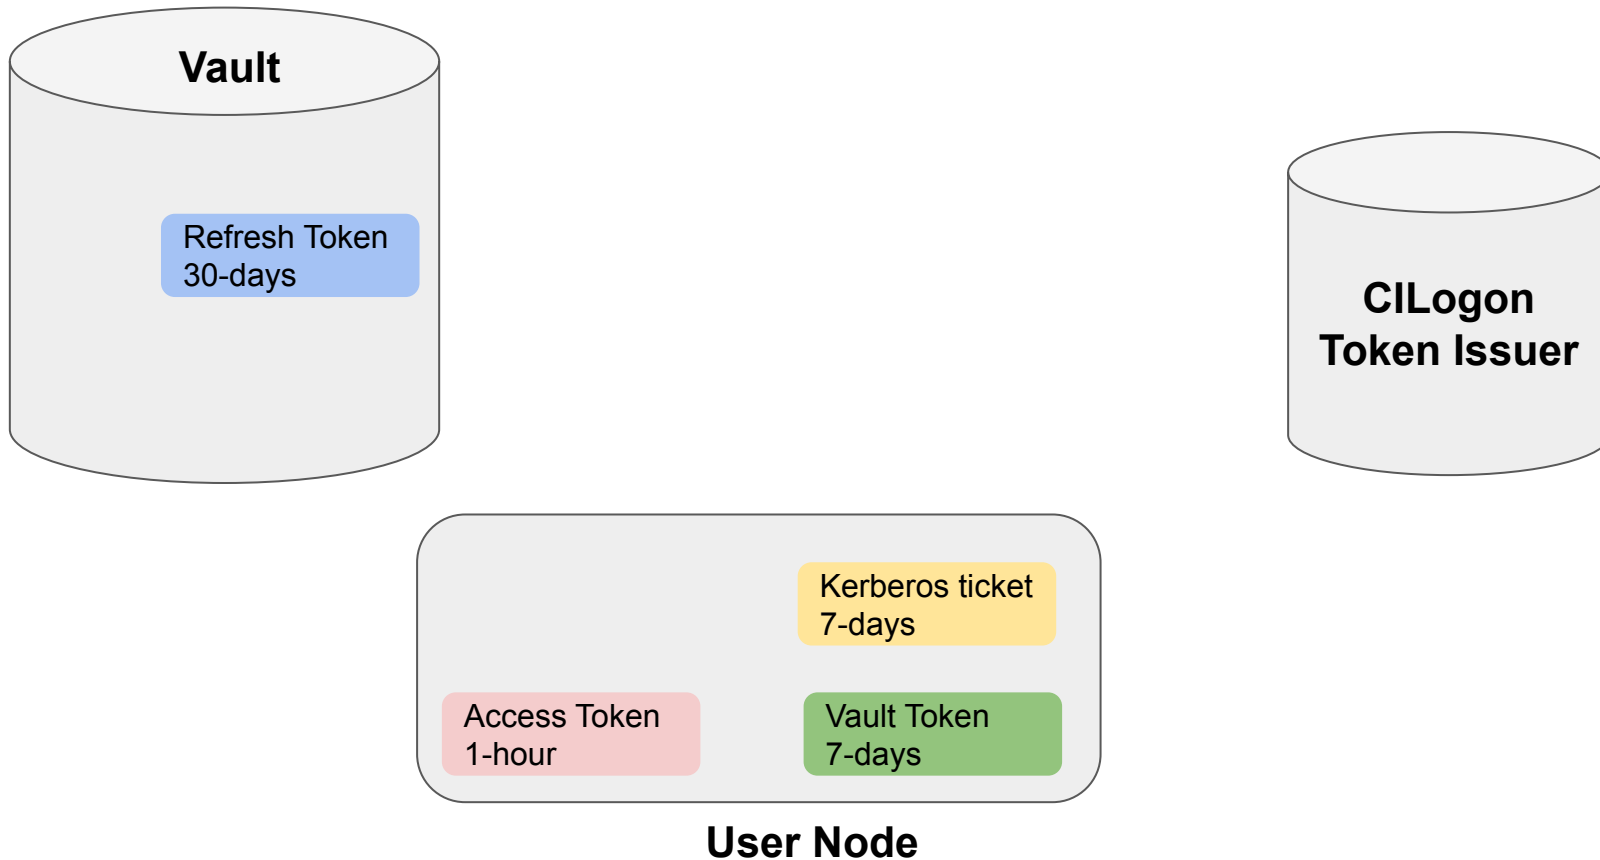 Vault
Refresh Token
30-days
CILogon
Token Issuer
Kerberos ticket
7-days
Access Token
1-hour
Vault Token
7-days
User Node